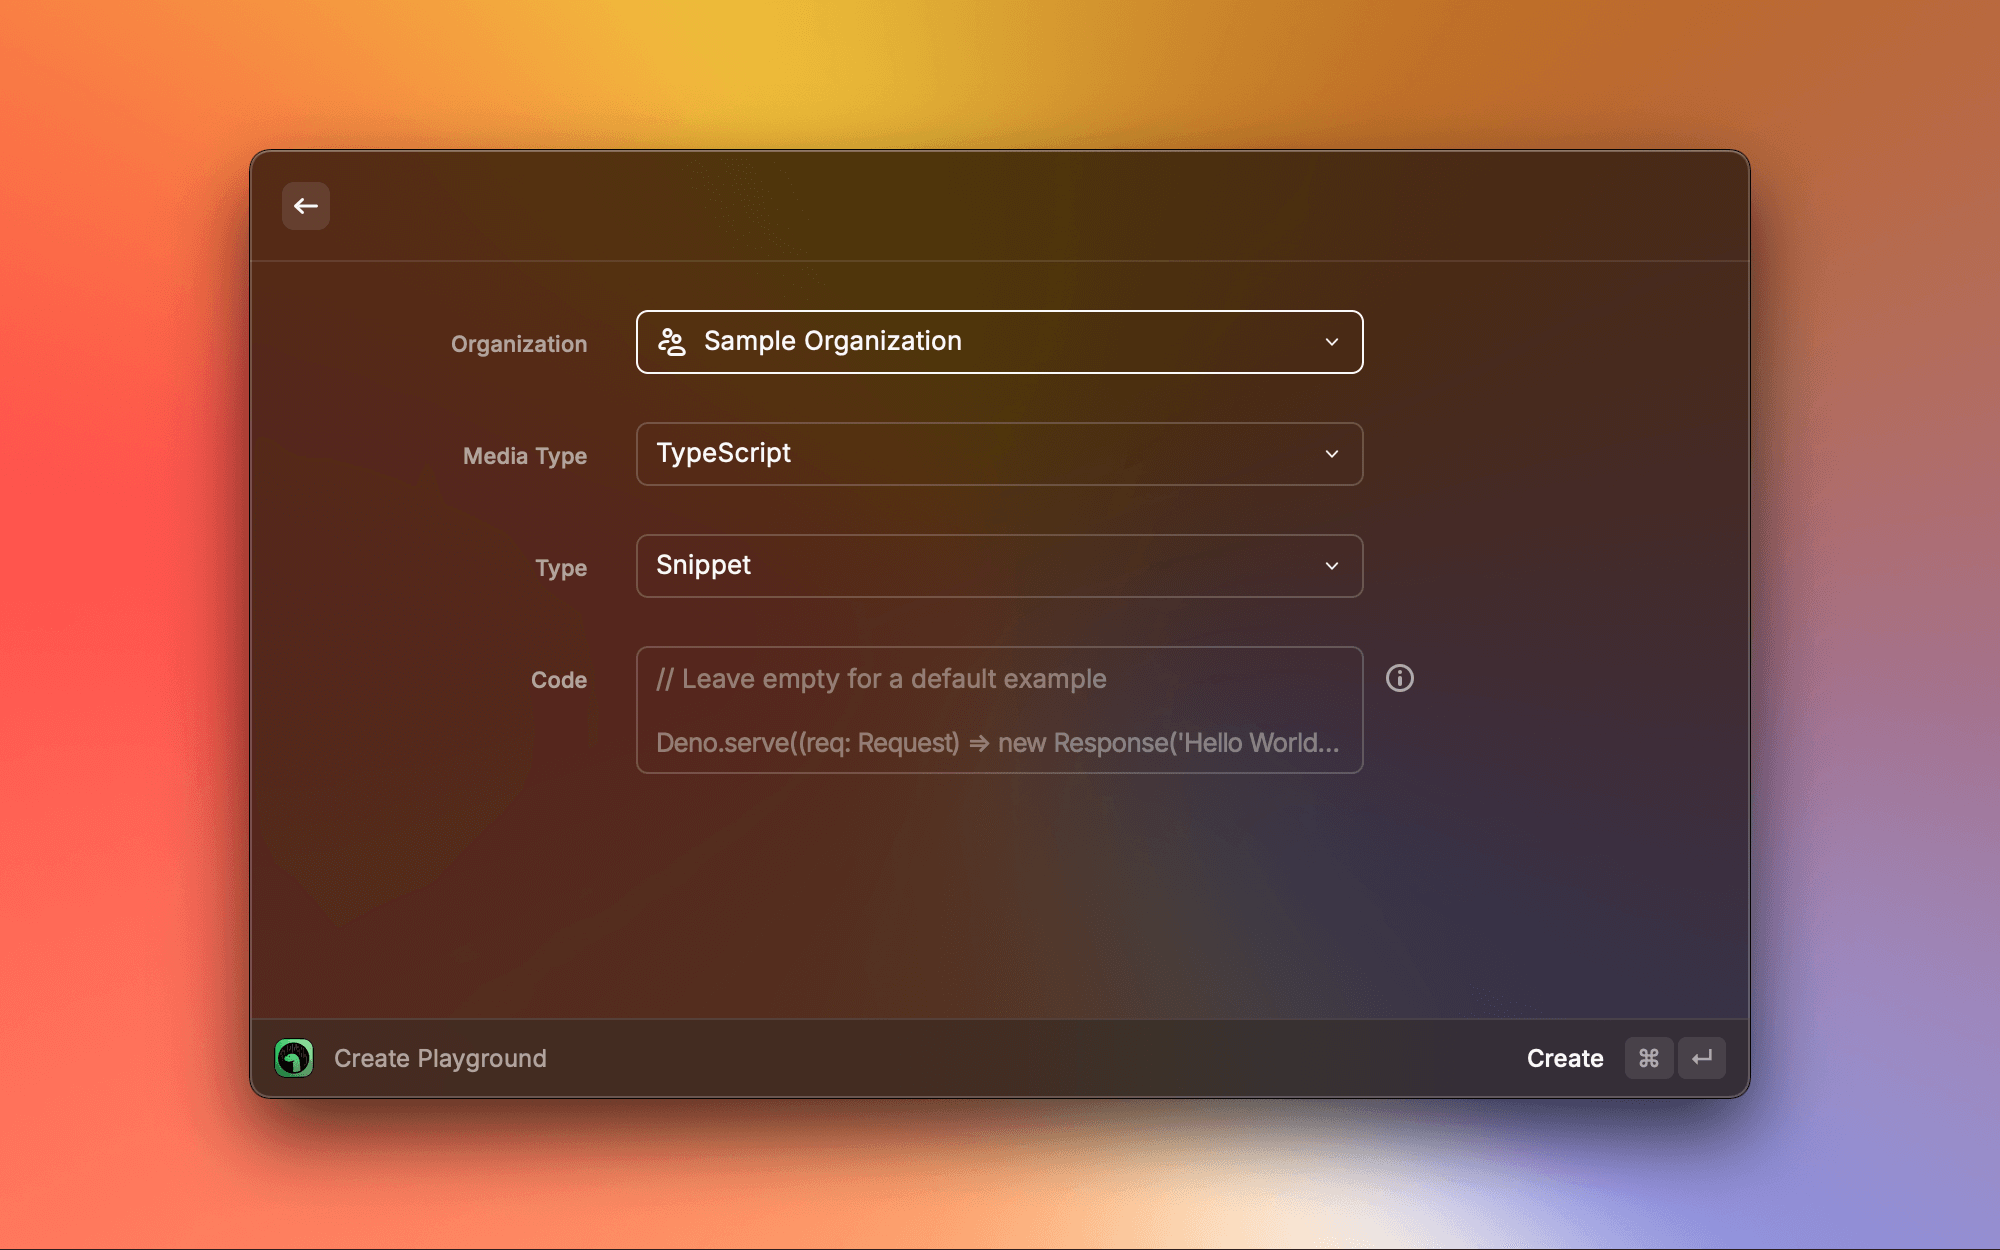 Organization
Sample Organization
Media Type
TypeScript
Type
Snippet
Code
// Leave empty for a default example
Deno.serve((req: Request) => new Response('Hello World...
Create Playground
Create ⌘ ↵